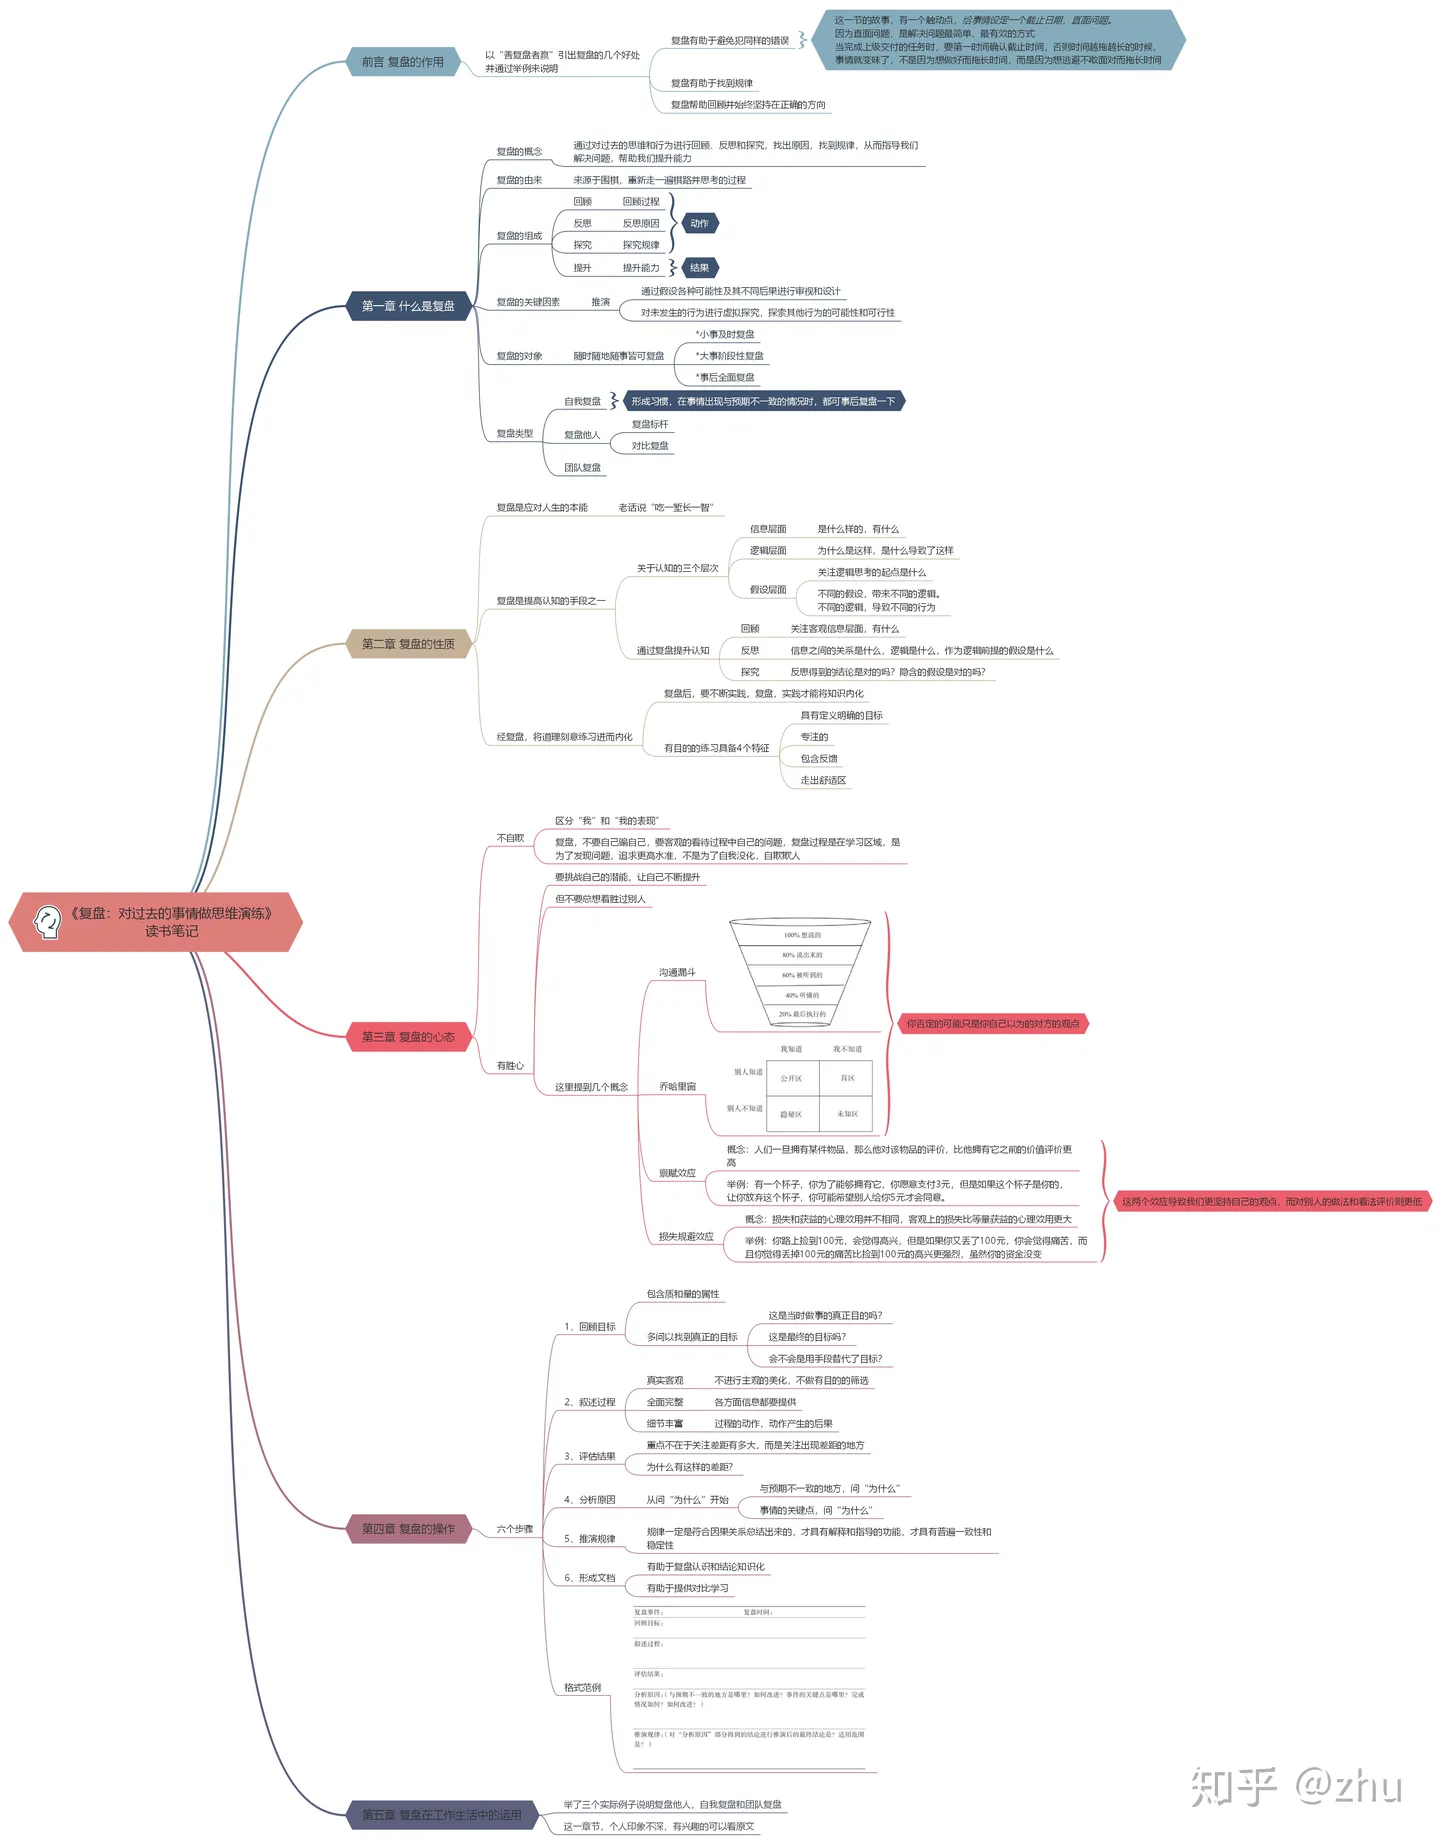 《复盘：对过去的事情做思维演练》
读书笔记
前言 复盘的作用
以“善复盘者赢”引出复盘的几个好处
并通过举例来说明
复盘有助于避免犯同样的错误
这一节的故事，有一个触动点，给事情设定一个截止日期，直面问题。
因为直面问题，是解决问题最简单、最有效的方式
当完成上级交付的任务时，要第一时间确认截止时间，否则时间越拖越长的时候，
事情就变味了，不是因为想做好而拖长时间，而是因为想逃避不敢面对而拖长时间
复盘有助于找到规律
复盘帮助回顾并始终坚持在正确的方向
第一章 什么是复盘
复盘的概念
通过对过去的思维和行为进行回顾、反思和探究，找出原因，找到规律，从而指导我们
解决问题，帮助我们提升能力
复盘的由来
来源于围棋，重新走一遍棋路并思考的过程
复盘的组成
回顾
回顾过程
反思
反思原因
探究
探究规律
动作
提升
提升能力
结果
复盘的关键因素
推演
通过假设各种可能性及其不同后果进行审视和设计
对未发生的行为进行虚拟探究，探索其他行为的可能性和可行性
复盘的对象
随时随地随事皆可复盘
*小事及时复盘
*大事阶段性复盘
*事后全面复盘
复盘类型
自我复盘
形成习惯，在事情出现与预期不一致的情况时，都可事后复盘一下
复盘他人
复盘标杆
对比复盘
团队复盘
第二章 复盘的性质
复盘是应对人生的本能
老话说“吃一堑长一智”
复盘是提高认知的手段之一
关于认知的三个层次
信息层面
是什么样的，有什么
逻辑层面
为什么是这样，是什么导致了这样
假设层面
关注逻辑思考的起点是什么
不同的假设，带来不同的逻辑。
不同的逻辑，导致不同的行为
通过复盘提升认知
回顾
关注客观信息层面，有什么
反思
信息之间的关系是什么，逻辑是什么，作为逻辑前提的假设是什么
探究
反思得到的结论是对的吗？隐含的假设是对的吗？
经复盘，将道理刻意练习进而内化
复盘后，要不断实践，复盘，实践才能将知识内化
有目的的练习具备4个特征
具有定义明确的目标
专注的
包含反馈
走出舒适区
第三章 复盘的心态
不自欺
区分“我”和“我的表现”
复盘，不要自己骗自己，要客观的看待过程中自己的问题，复盘过程是在学习区域，是
为了发现问题，追求更高水准，不是为了自我没化，自欺欺人
有胜心
要挑战自己的潜能，让自己不断提升
但不要总想着胜过别人
这里提到几个概念
沟通漏斗
100% 想说的
80% 说出来的
60% 被听到的
40% 听懂的
20% 最后执行的
乔哈里窗
我知道
我不知道
别人知道
公开区
盲区
别人不知道
隐秘区
未知区
你否定的可能只是你自己以为的对方的观点
禀赋效应
概念：人们一旦拥有某件物品，那么他对该物品的评价，比他拥有它之前的价值评价更
高
举例：有一个杯子，你为了能够拥有它，你愿意支付3元，但是如果这个杯子是你的，
让你放弃这个杯子，你可能希望别人给你5元才会同意。
损失规避效应
概念：损失和获益的心理效用并不相同，客观上的损失比等量获益的心理效用更大
举例：你路上捡到100元，会觉得高兴，但是如果你又丢了100元，你会觉得痛苦，而
且你觉得丢掉100元的痛苦比捡到100元的高兴更强烈，虽然你的资金没变
这两个效应导致我们更坚持自己的观点，而对别人的做法和看法评价则更低
第四章 复盘的操作
六个步骤
1、回顾目标
包含质和量的属性
多问以找到真正的目标
这是当时做事的真正目的吗？
这是最终的目标吗？
会不会是用手段替代了目标？
2、叙述过程
真实客观
不进行主观的美化，不做有目的的筛选
全面完整
各方面信息都要提供
细节丰富
过程的动作，动作产生的后果
3、评估结果
重点不在于关注差距有多大，而是关注出现差距的地方
为什么有这样的差距？
4、分析原因
从问“为什么”开始
与预期不一致的地方，问“为什么”
事情的关键点，问“为什么”
5、推演规律
规律一定是符合因果关系总结出来的，才具有解释和指导的功能，才具有普遍一致性和
稳定性
6、形成文档
有助于复盘认识和结论知识化
有助于提供对比学习
格式范例
复盘事件：
复盘时间：
回顾目标：
叙述过程：
评估结果：
分析原因：（与预期不一致的地方是哪里？如何改进？事件的关键点是哪里？完成
情况如何？如何改进？）
推演规律：（对“分析原因”部分得到的结论进行推演后的最终结论是？适用范围
是？）
第五章 复盘在工作生活中的运用
举了三个实际例子说明复盘他人，自我复盘和团队复盘
这一章节，个人印象不深，有兴趣的可以看原文
知乎 @zhu